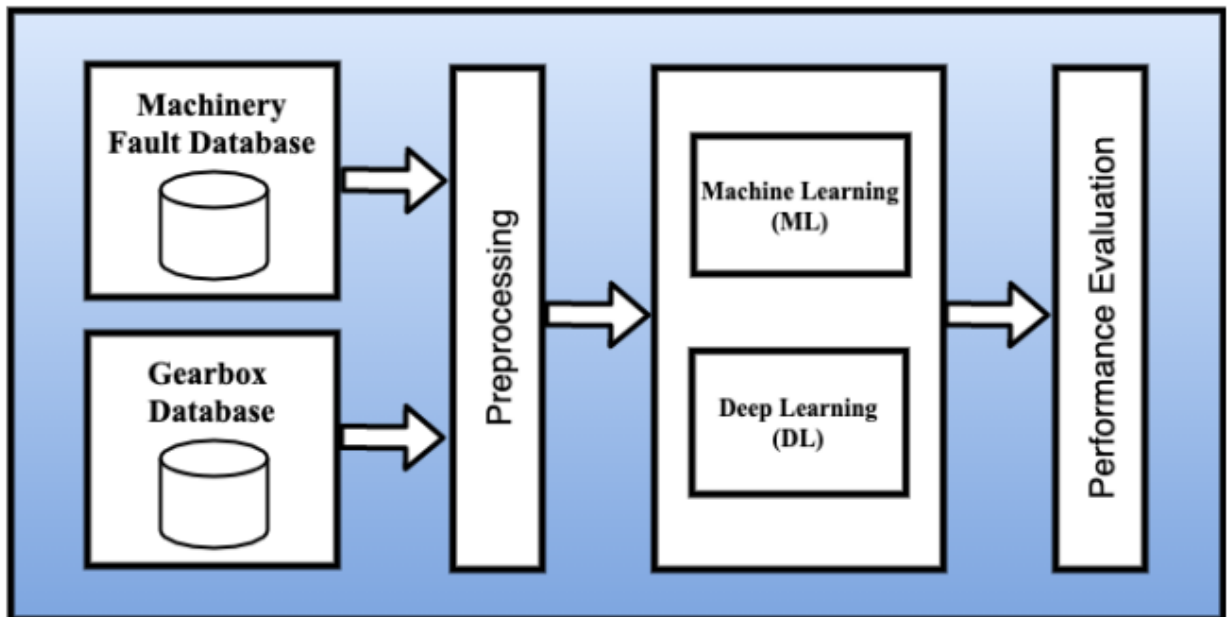 Machinery
Fault Database
Gearbox
Database
Preprocessing
Machine Learning
(ML)
Deep Learning
(DL)
Performance Evaluation